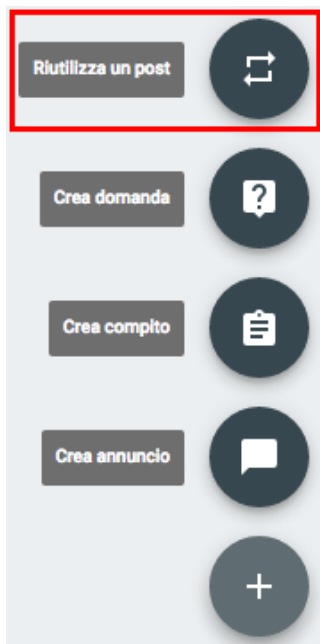 Riutilizza un post
Crea domanda
Crea compito
Crea annuncio